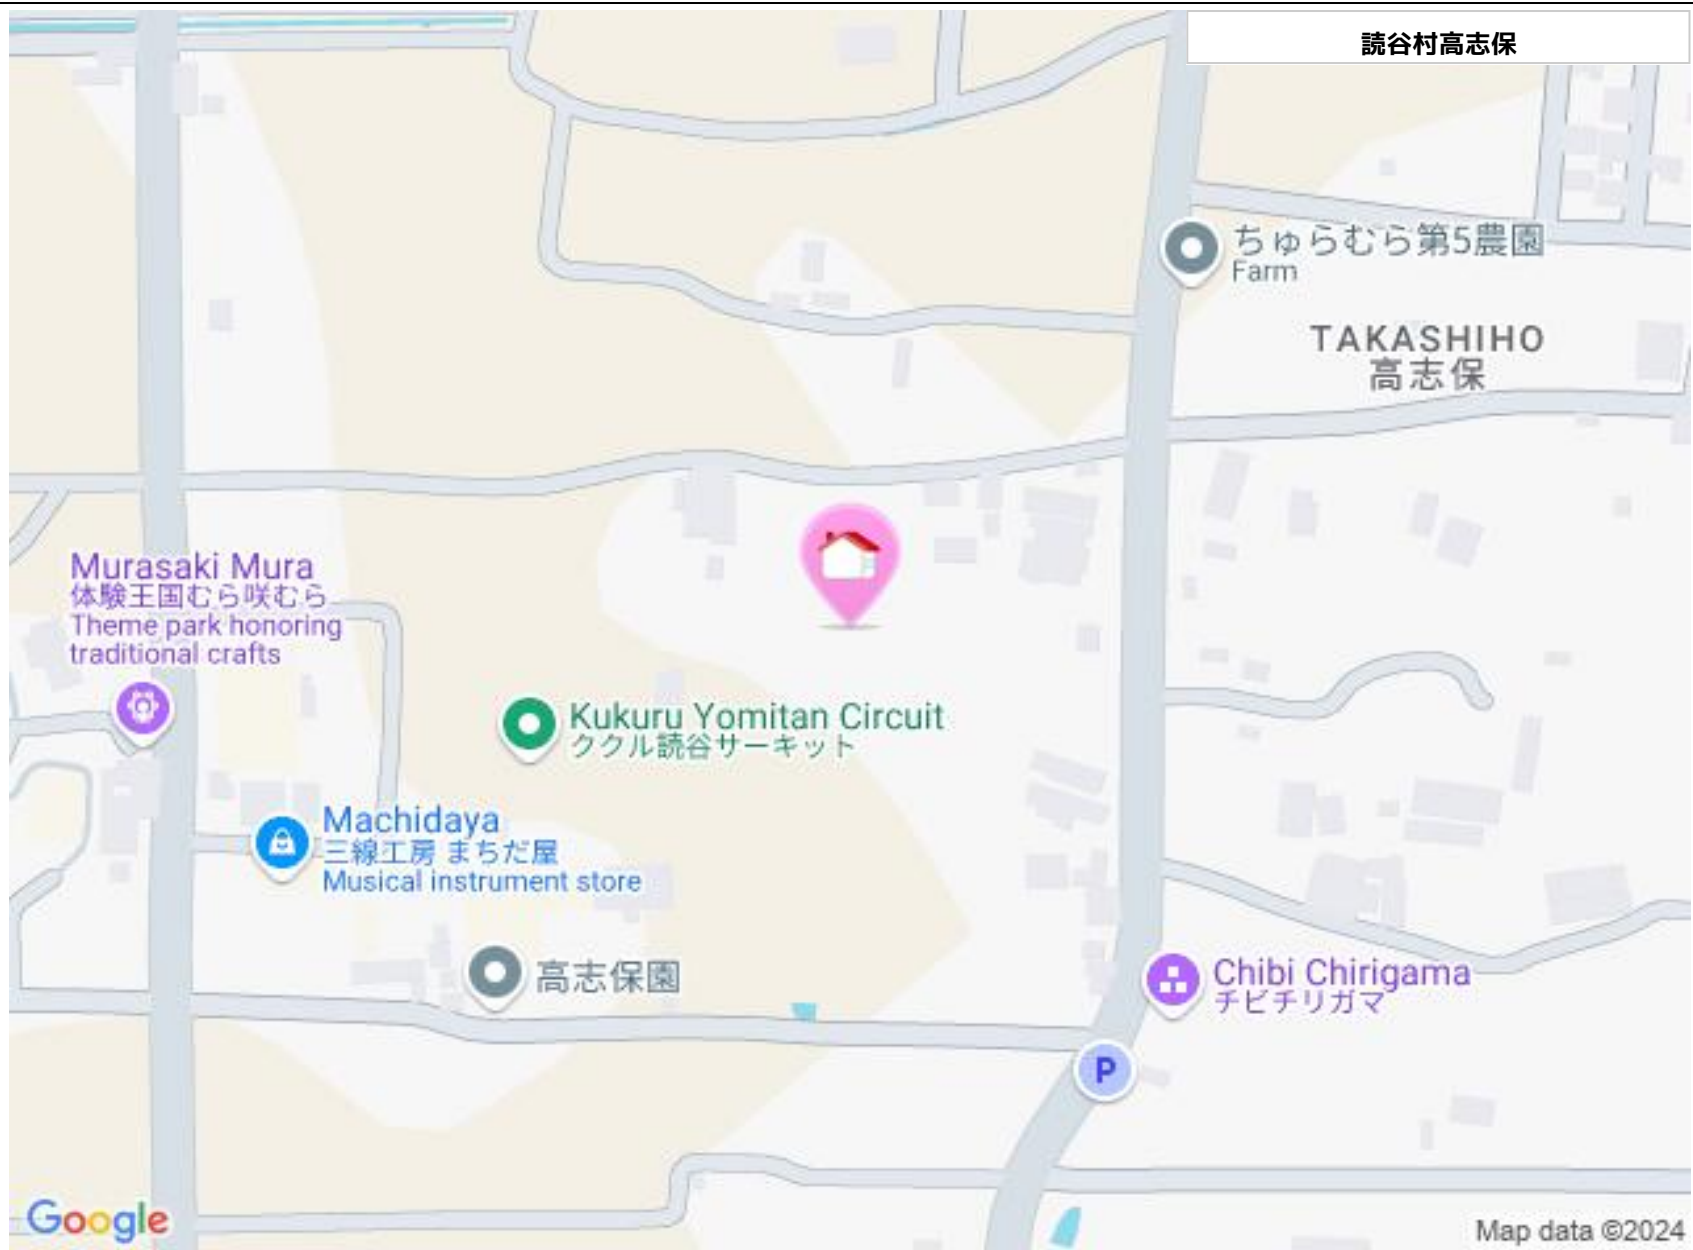 読谷村高志保
ちゅらむら第5農園
Farm
TAKASHIHO
高志保
Murasaki Mura
体験王国むら咲むら
Theme park honoring
traditional crafts
Kukuru Yomitan Circuit
ククル読谷サーキット
Machidaya
三線工房 まちだ屋
Musical instrument store
高志保園
Chibi Chirigama
チビチリガマ
P
Google
Map data ©2024